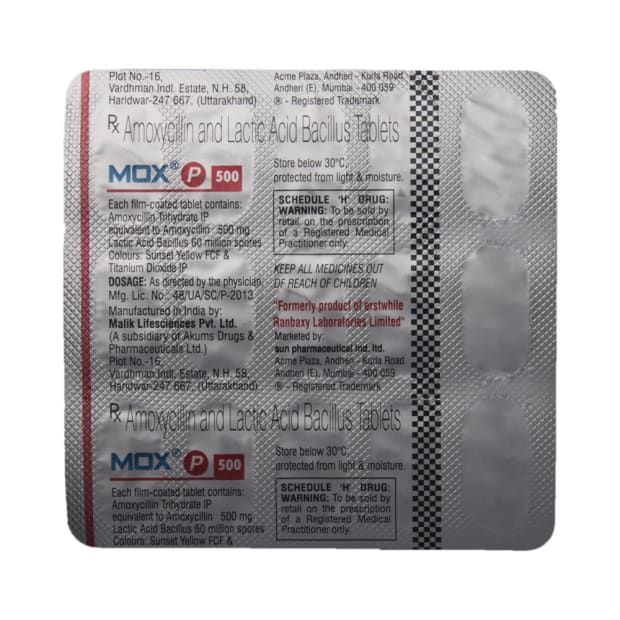 Plot No.-16,
Vardhman Indl. Estate, N.H. 58,
Haridwar-247 667, (Uttarakhand)
Acme Plaza, Andheri - Kurla Road
Andheri (E), Mumbai - 400 059
® - Registered Trademark
Rx Amoxycillin and Lactic Acid Bacillus Tablets
MOX® P 500
Each film-coated tablet contains:
Amoxycillin Trihydrate IP
equivalent to Amoxycillin 500 mg
Lactic Acid Bacillus 60 million spores
Colours: Sunset Yellow FCF &
Titanium Dioxide IP
DOSAGE: As directed by the physician.
Mfg. Lic. No.: 48/UA/SC/P-2013
Manufactured in India by:
Malik Lifesciences Pvt. Ltd.
(A subsidiary of Akums Drugs &
Pharmaceuticals Ltd.)
Plot No.-16,
Vardhman Indl. Estate, N.H. 58,
Haridwar-247 667, (Uttarakhand)
Store below 30°C,
protected from light & moisture.
SCHEDULE 'H' DRUG:
WARNING: To be sold by
retail on the prescription
of a Registered Medical
Practitioner only.
KEEP ALL MEDICINES OUT
OF REACH OF CHILDREN
"Formerly product of erstwhile
Ranbaxy Laboratories Limited"
Marketed by:
sun pharmaceutical ind. ltd.
Acme Plaza, Andheri - Kurla Road
Andheri (E), Mumbai - 400 059
® - Registered Trademark
Rx Amoxycillin and Lactic Acid Bacillus Tablets
MOX® P 500
Each film-coated tablet contains:
Amoxycillin Trihydrate IP
equivalent to Amoxycillin 500 mg
Lactic Acid Bacillus 60 million spores
Colours: Sunset Yellow FCF &
Store below 30°C,
protected from light & moisture.
SCHEDULE 'H' DRUG:
WARNING: To be sold by
retail on the prescription
of a Registered Medical
Practitioner only.